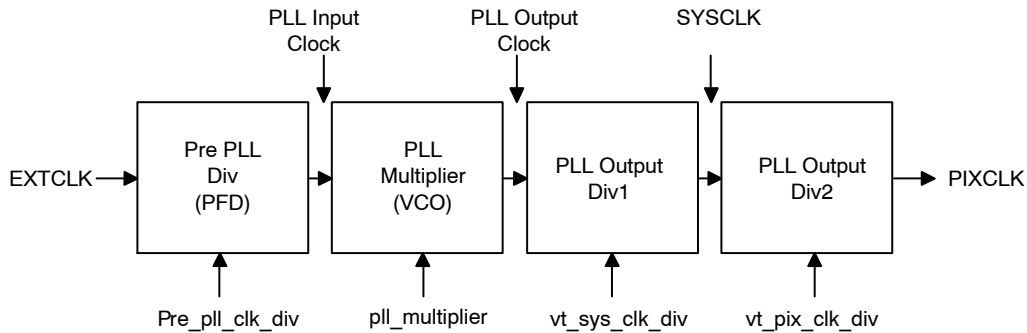 PLL Input
Clock
PLL Output
Clock
SYSCLK
EXTCLK
Pre PLL
Div
(PFD)
PLL
Multiplier
(VCO)
PLL Output
Div1
PLL Output
Div2
PIXCLK
Pre_pll_clk_div
pll_multiplier
vt_sys_clk_div
vt_pix_clk_div